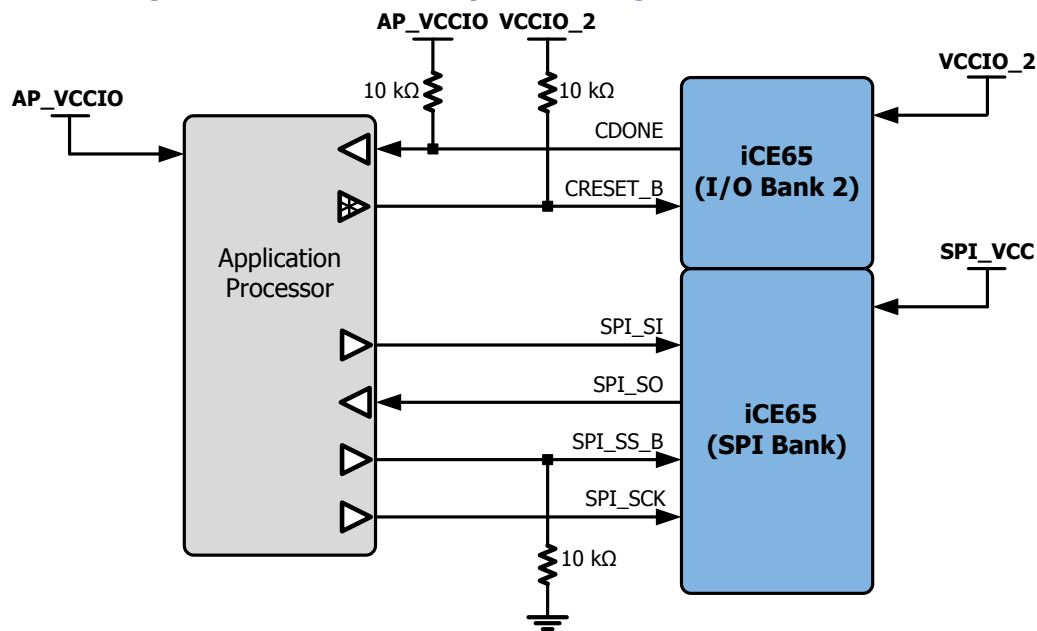 AP_VCCIO VCCIO_2
10 kΩ
10 kΩ
VCCIO_2
AP_VCCIO
CDONE
iCE65
(I/O Bank 2)
CRESET_B
Application
Processor
SPI_VCC
SPI_SI
SPI_SO
iCE65
(SPI Bank)
SPI_SS_B
SPI_SCK
10 kΩ